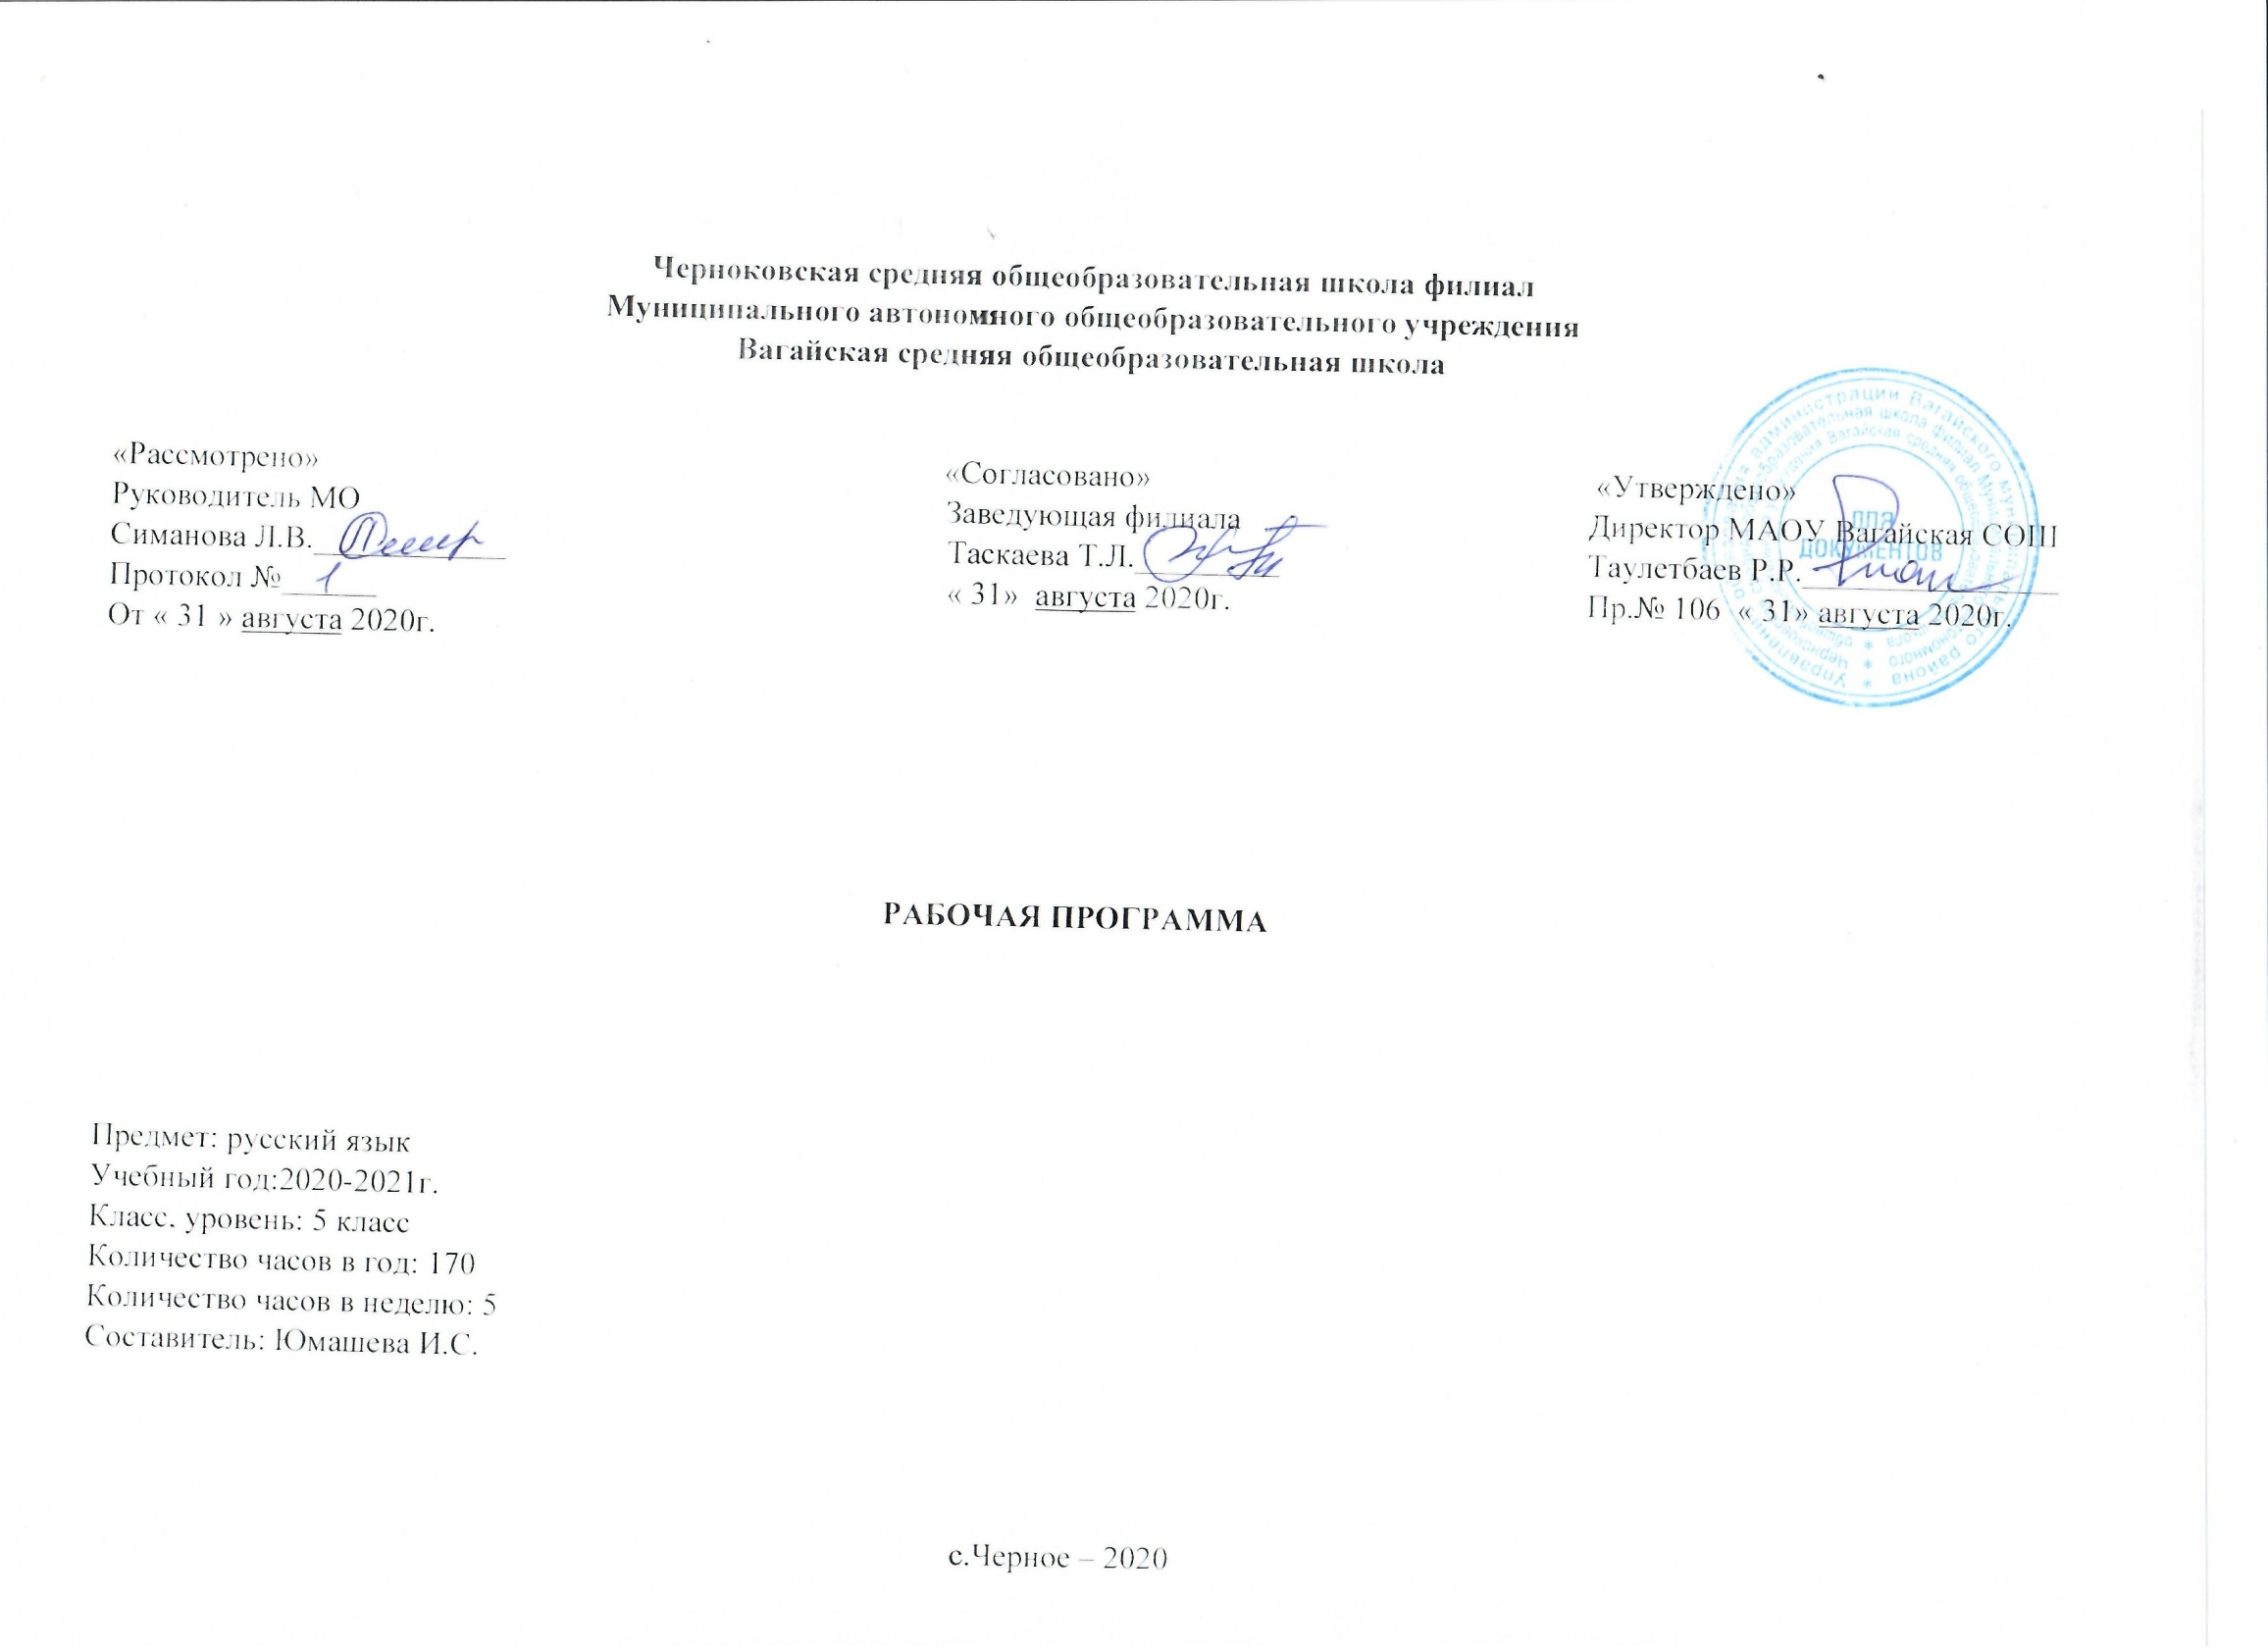 Черноковская средняя общеобразовательная школа филиал
Муниципального автономного общеобразовательного учреждения
Вагайская средняя общеобразовательная школа
«Рассмотрено»
Руководитель МО
Симанова Л.В.
Протокол № 1
От « 31 » августа 2020г.
«Согласовано»
Заведующая филиала
Таскаева Т.Л.
« 31» августа 2020г.
«Утверждено»
Директор МАОУ Вагайская СОШ
Таулетбаев Р.Р.
Пр.№ 106 « 31» августа 2020г.
ДЛЯ
ДОКУМЕНТОВ
РАБОЧАЯ ПРОГРАММА
Предмет: русский язык
Учебный год:2020-2021г.
Класс, уровень: 5 класс
Количество часов в год: 170
Количество часов в неделю: 5
Составитель: Юмашева И.С.
с.Черное – 2020